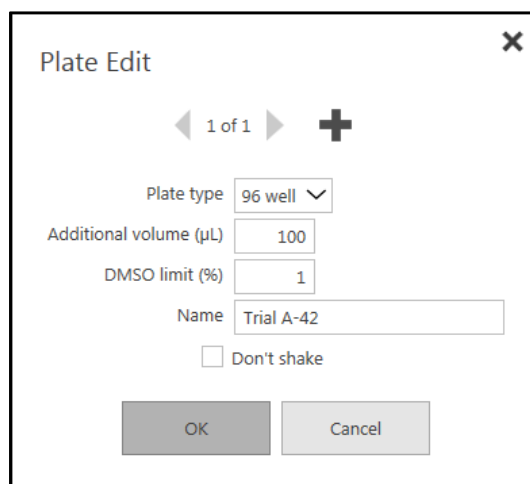 Plate Edit
1 of 1
Plate type 96 well
Additional volume (µL) 100
DMSO limit (%) 1
Name Trial A-42
Don't shake
OK Cancel